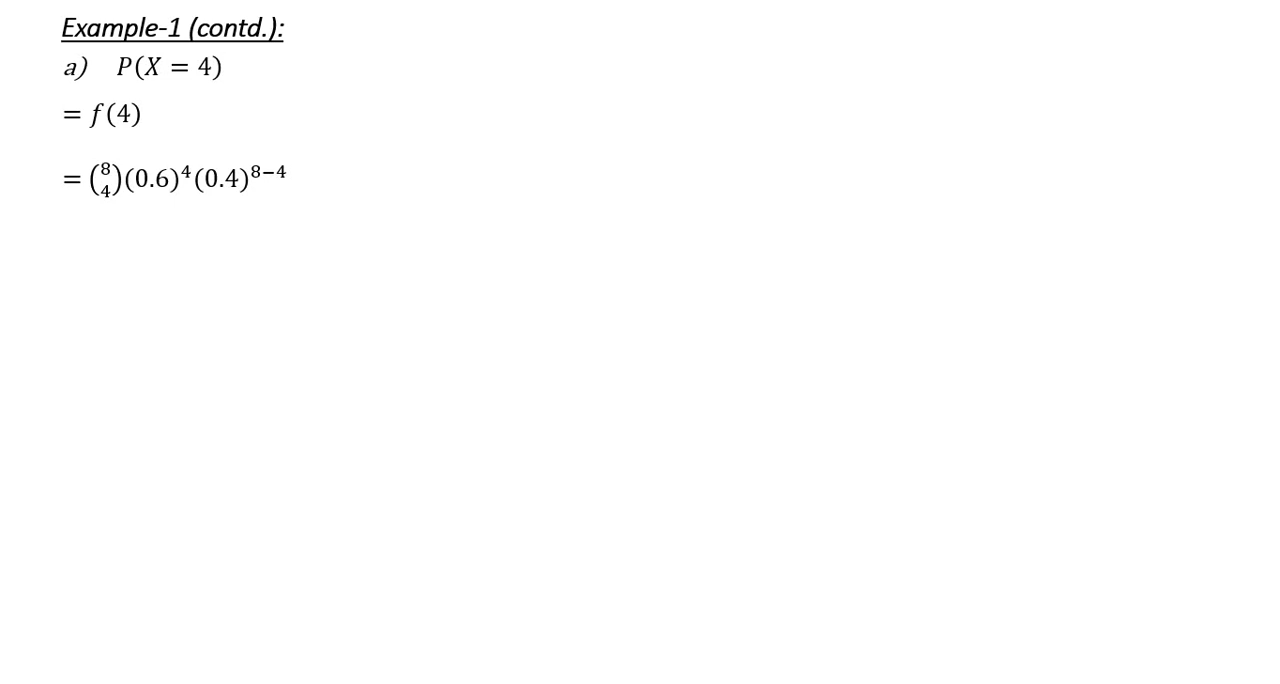 Example-1 (contd.):
a) P(X = 4)
= f(4)
= (8 4)(0.6)⁴(0.4)⁸⁻⁴